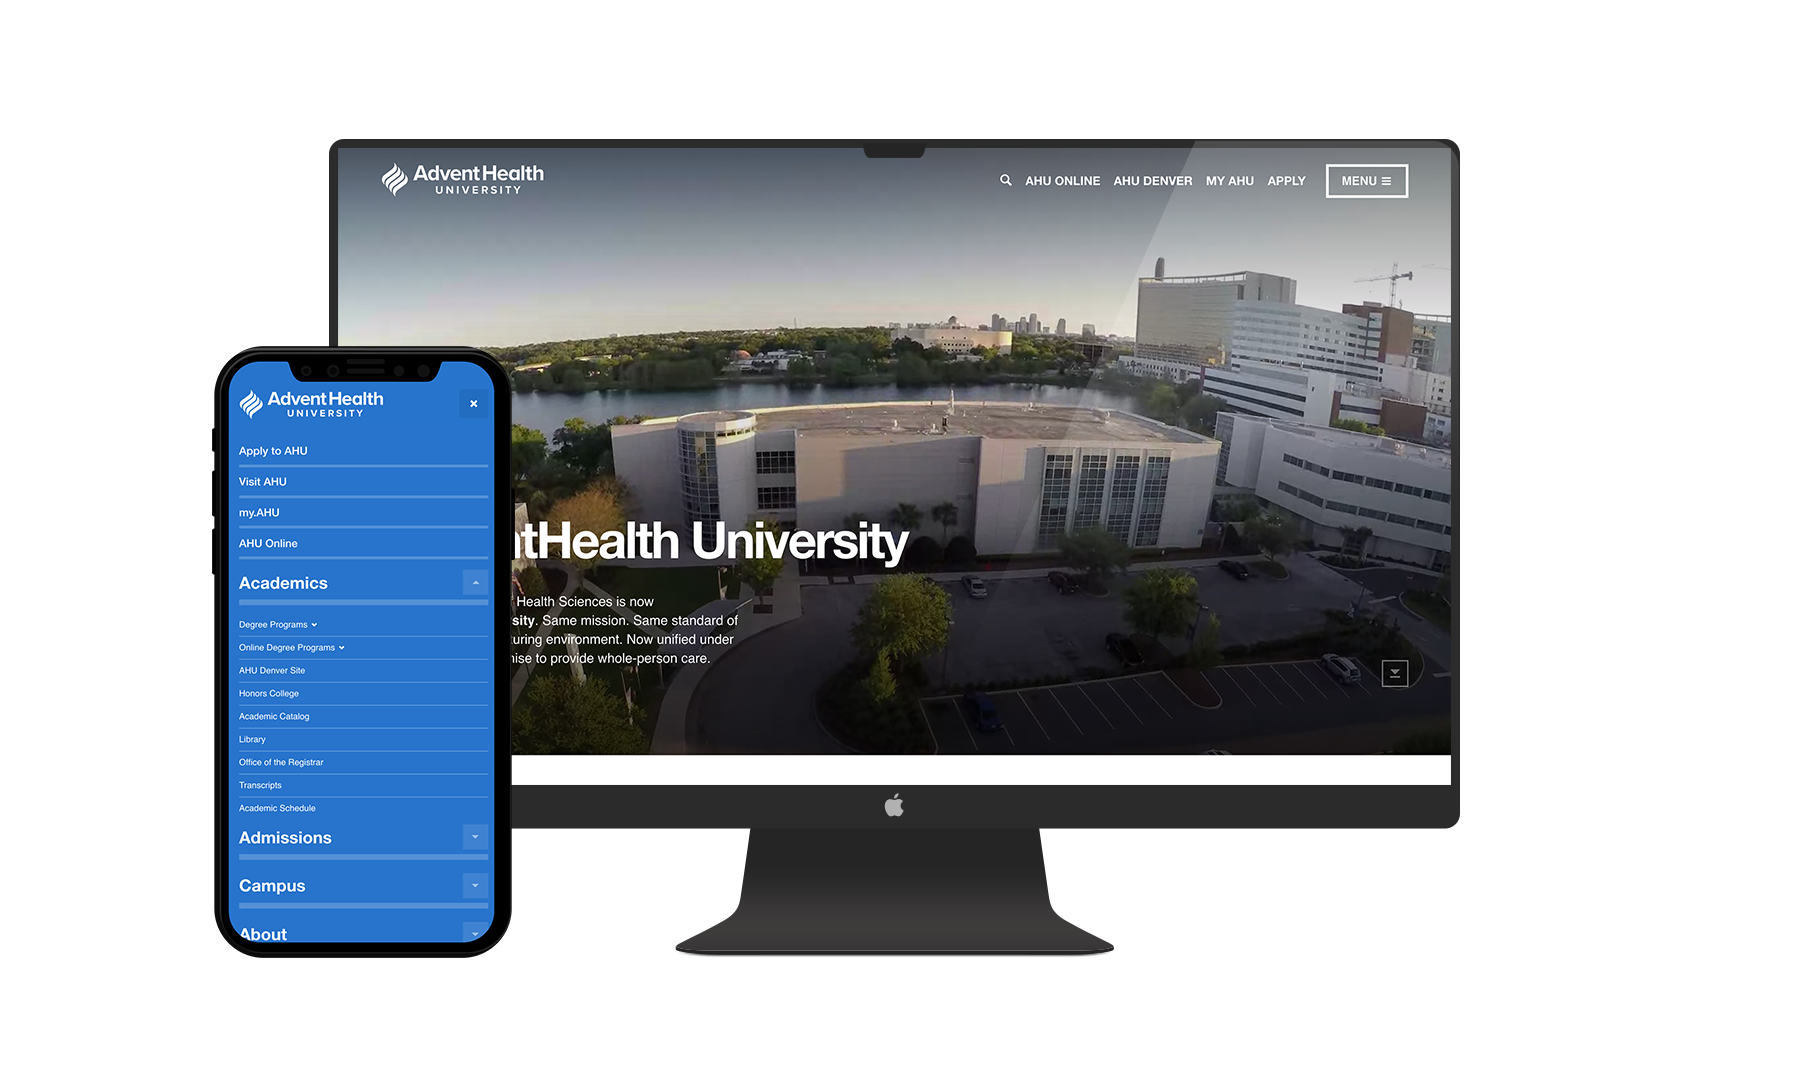 AdventHealth
UNIVERSITY
AHU ONLINE AHU DENVER MY AHU APPLY MENU
tHealth University
Health Sciences is now
sity. Same mission. Same standard of
uring environment. Now unified under
ise to provide whole-person care.
AdventHealth
UNIVERSITY
Apply to AHU
Visit AHU
my.AHU
AHU Online
Academics
Degree Programs
Online Degree Programs
AHU Denver Site
Honors College
Academic Catalog
Library
Office of the Registrar
Transcripts
Academic Schedule
Admissions
Campus
About